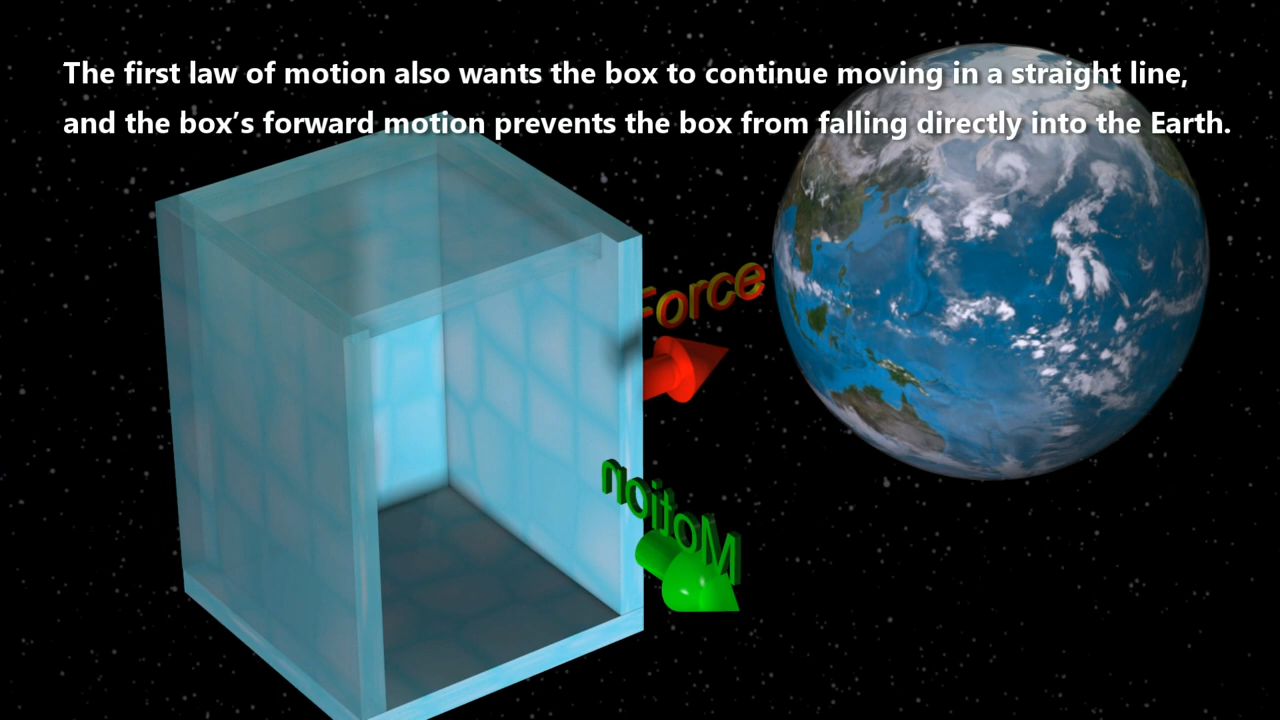 The first law of motion also wants the box to continue moving in a straight line,
and the box’s forward motion prevents the box from falling directly into the Earth.
Force
Motion